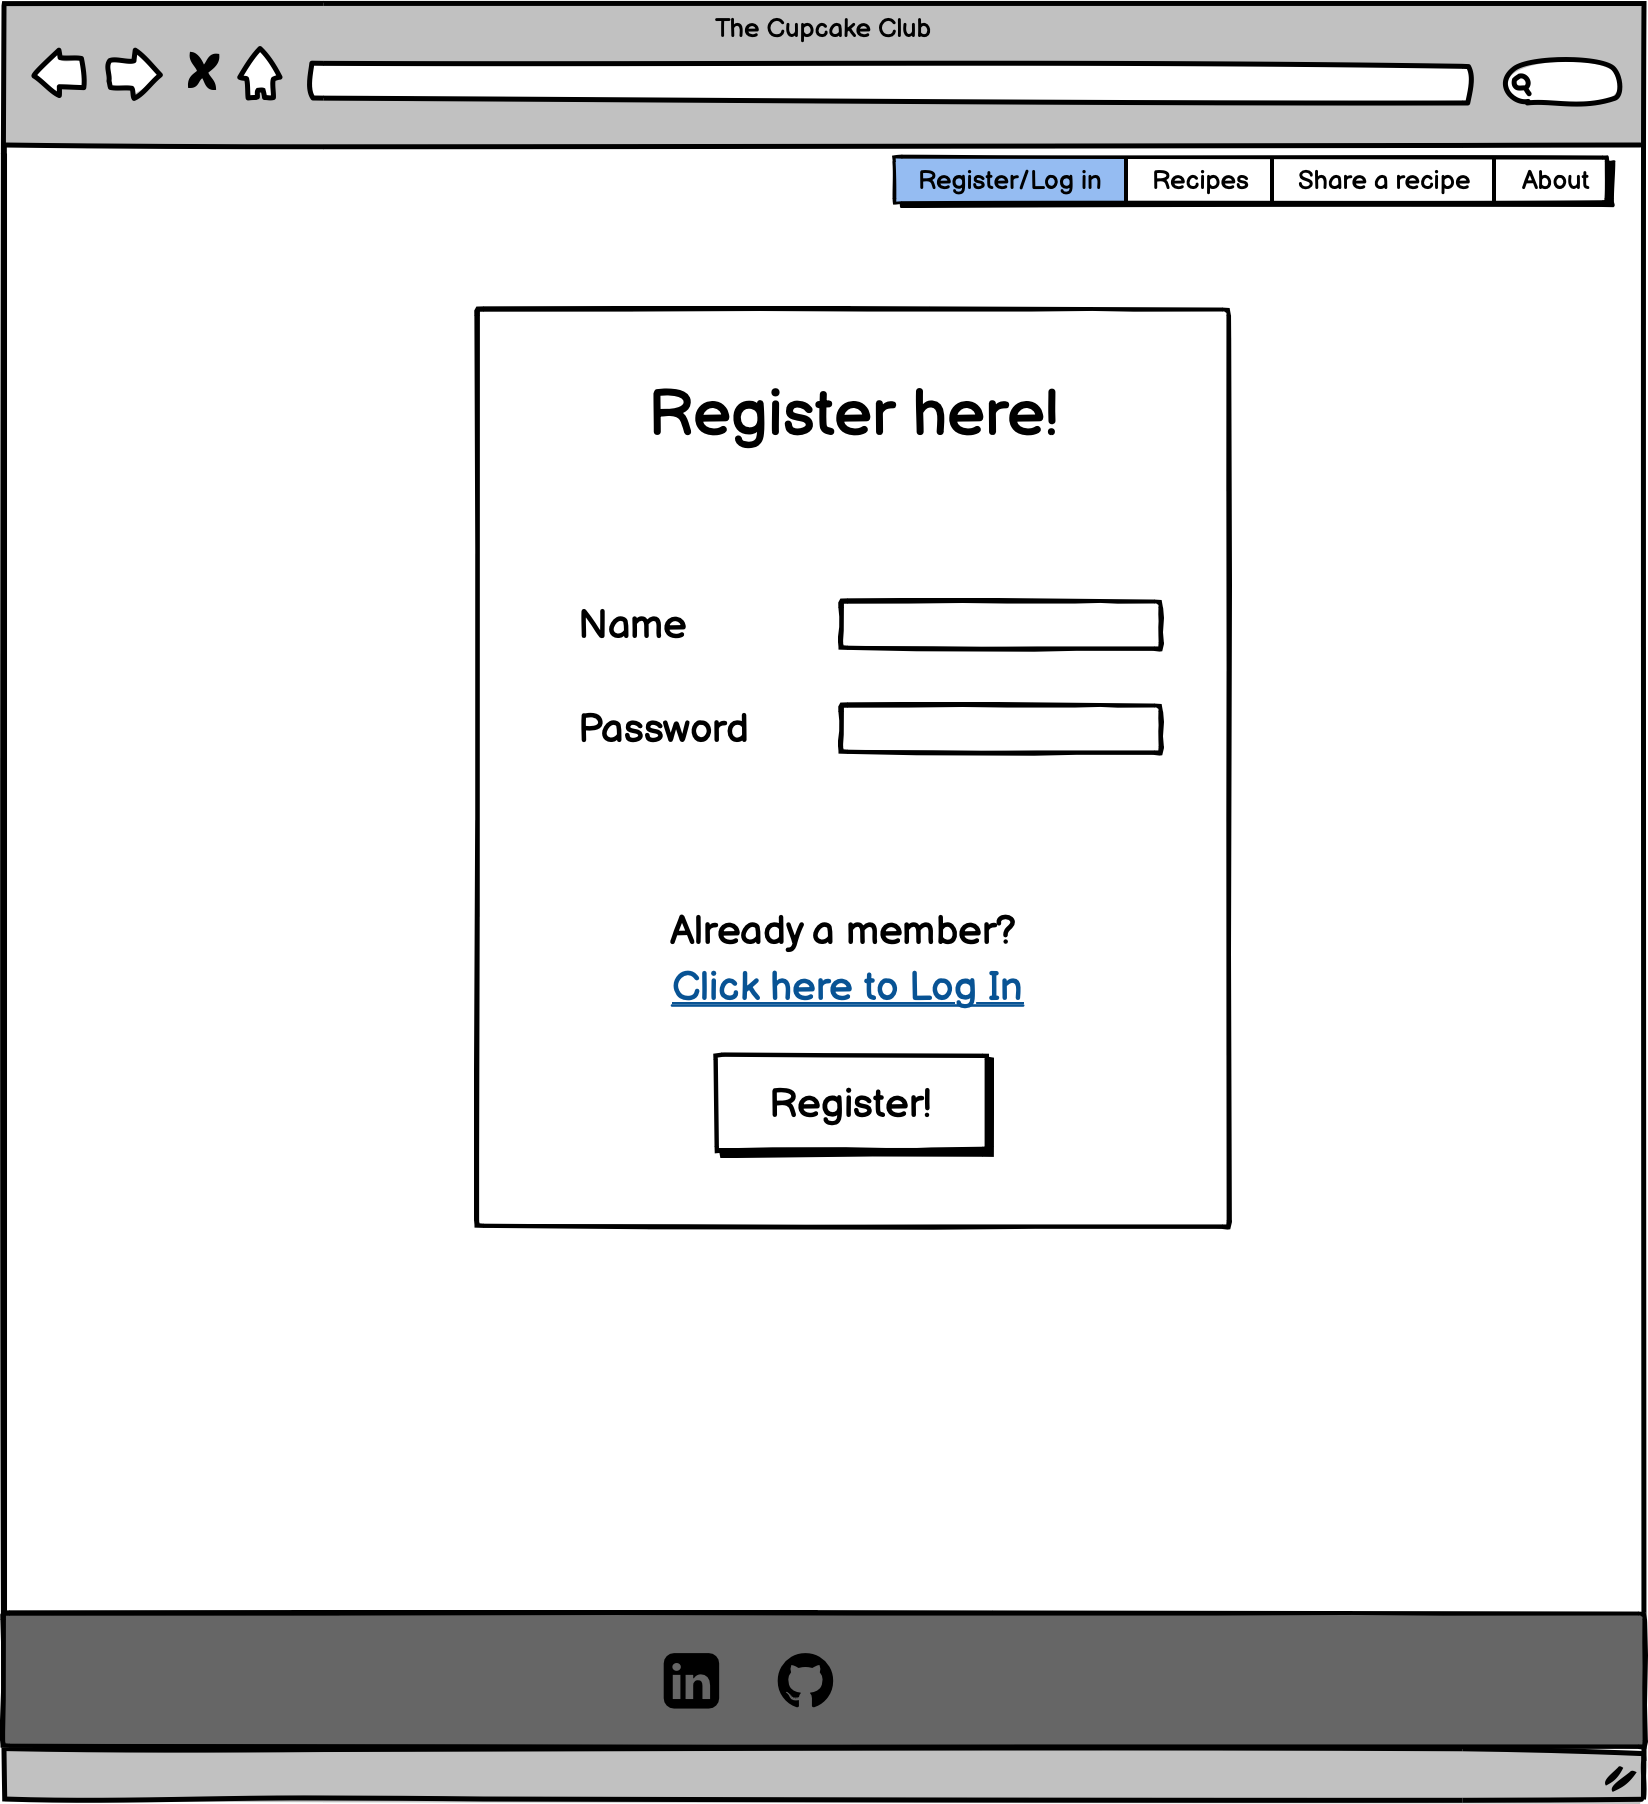 The Cupcake Club
Register/Log in Recipes Share a recipe About
Register here!
Name
Password
Already a member?
Click here to Log In
Register!
in